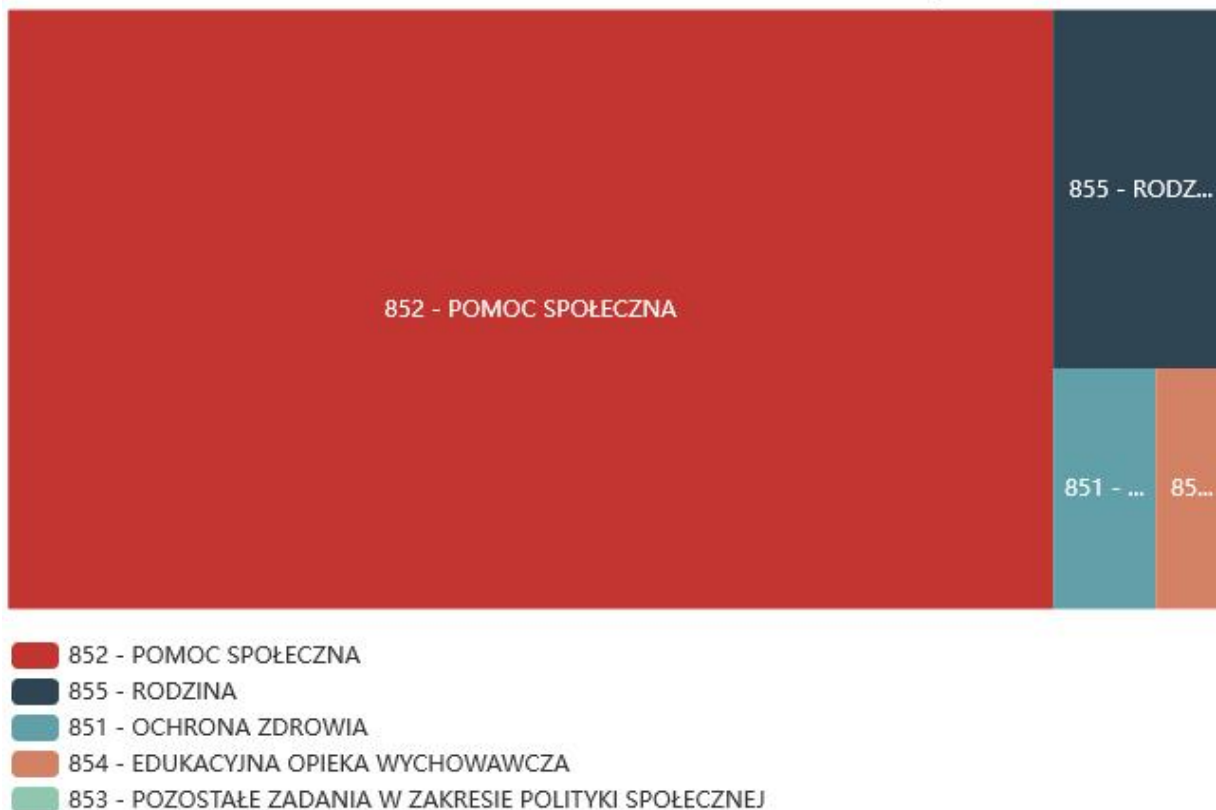 855 - RODZ...
852 - POMOC SPOŁECZNA
851 - ...
85...
852 - POMOC SPOŁECZNA
855 - RODZINA
851 - OCHRONA ZDROWIA
854 - EDUKACYJNA OPIEKA WYCHOWAWCZA
853 - POZOSTAŁE ZADANIA W ZAKRESIE POLITYKI SPOŁECZNEJ